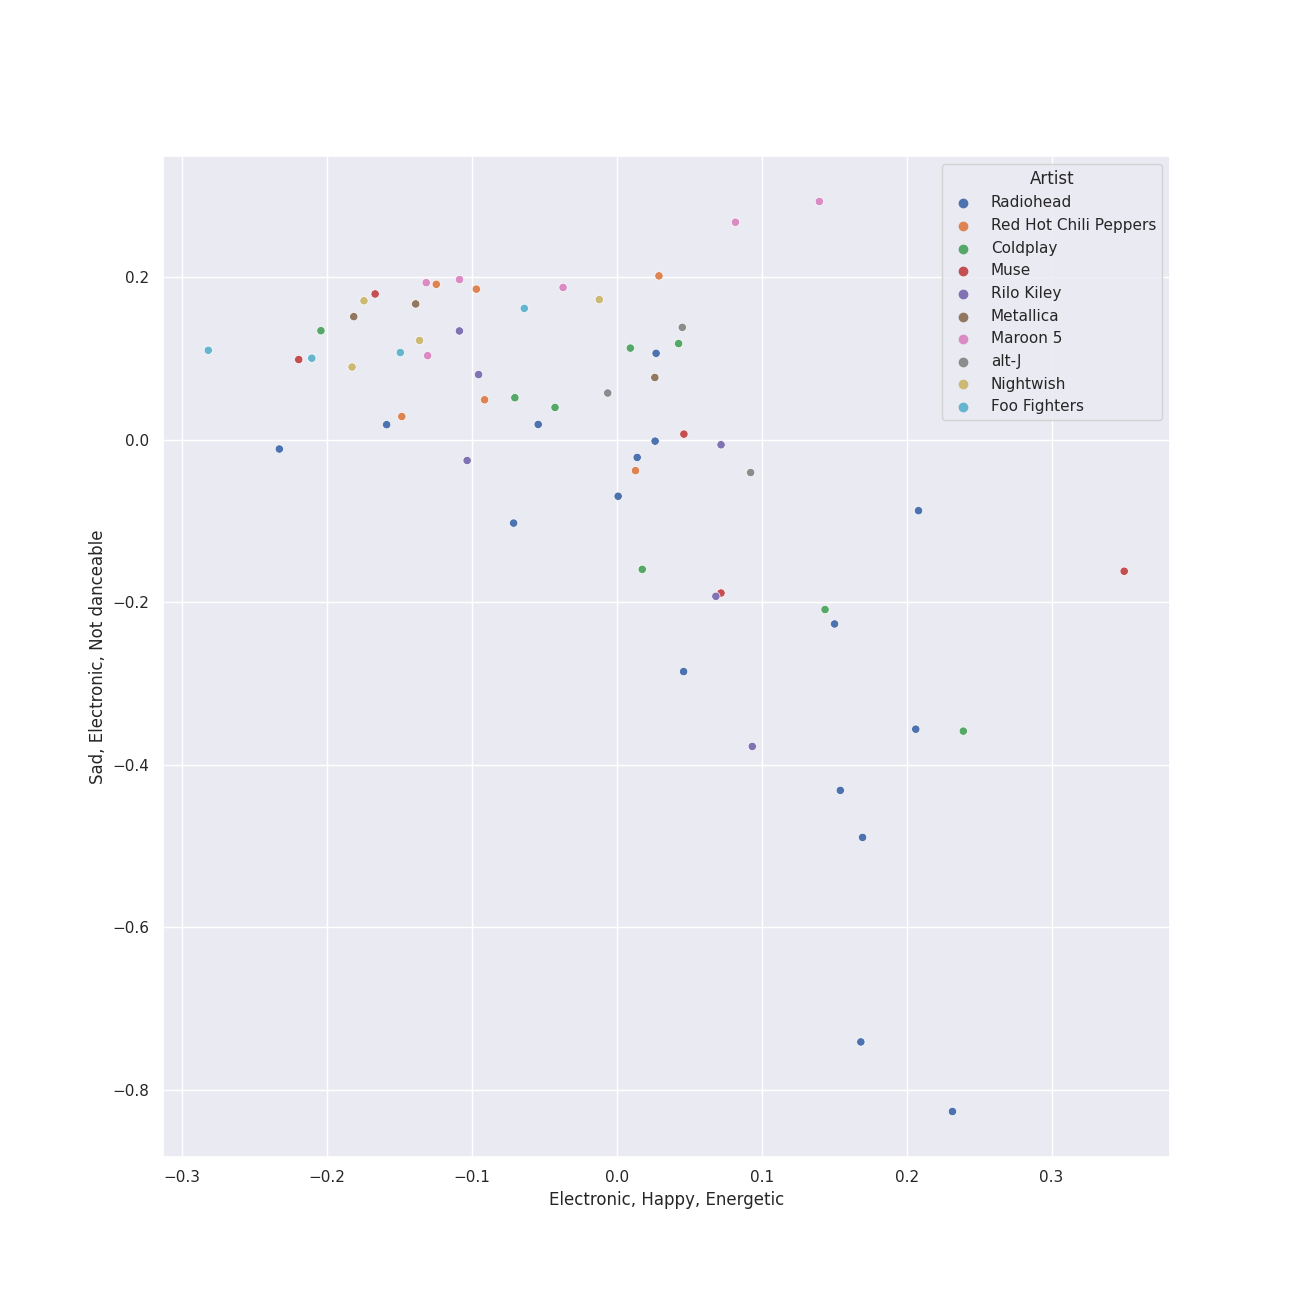 Artist
Radiohead
Red Hot Chili Peppers
Coldplay
Muse
Rilo Kiley
Metallica
Maroon 5
alt-J
Nightwish
Foo Fighters
0.2
0.0
−0.2
−0.4
−0.6
−0.8
Sad, Electronic, Not danceable
−0.3 −0.2 −0.1 0.0 0.1 0.2 0.3
Electronic, Happy, Energetic